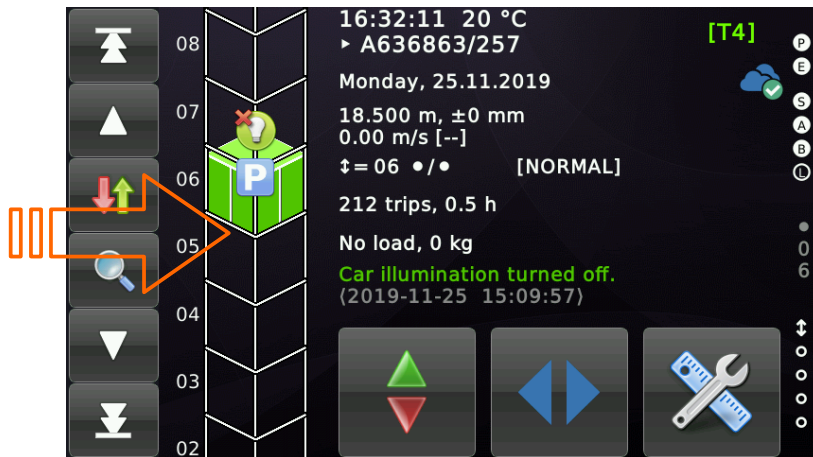 16:32:11 20 °C
▸ A636863/257
[T4]
Monday, 25.11.2019
18.500 m, ±0 mm
0.00 m/s [--]
↕= 06 •/• [NORMAL]
212 trips, 0.5 h
No load, 0 kg
Car illumination turned off.
⟨2019-11-25 15:09:57⟩
08
07
06
05
04
03
02
P
P
E
S
A
B
L
0
6